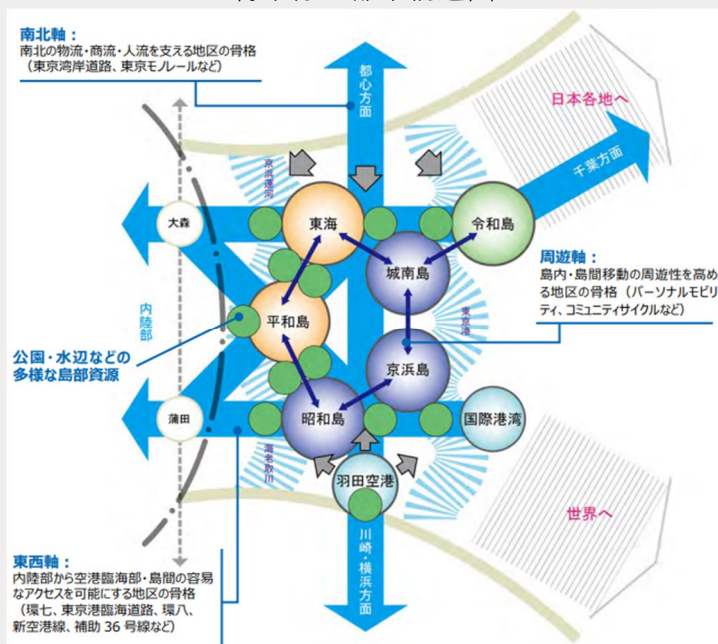 南北軸：
南北の物流・商流・人流を支える地区の骨格
（東京湾岸道路、東京モノレールなど）
都心方面
日本各地へ
千葉方面
京浜運河
大森
東海
令和島
城南島
周遊軸：
島内・島間移動の周遊性を高め
る地区の骨格（パーソナルモビリ
ティ、コミュニティサイクルなど）
内陸部
平和島
東京港
公園・水辺などの
多様な島部資源
京浜島
蒲田
昭和島
国際港湾
海老取川
羽田空港
世界へ
川崎・横浜方面
東西軸：
内陸部から空港臨海部・島間の容易
なアクセスを可能にする地区の骨格
（環七、東京港臨海道路、環八、
新空港線、補助 36 号線など）